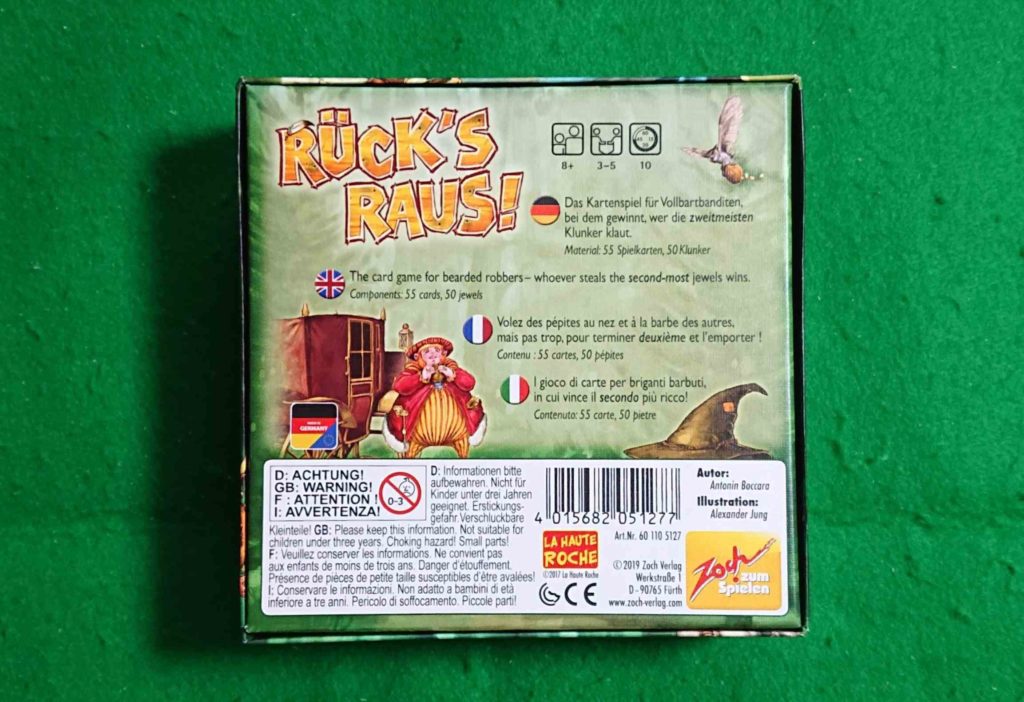 RÜCK'S
RAUS!
8+
3–5
10
Das Kartenspiel für Vollbartbanditen,
bei dem gewinnt, wer die zweitmeisten
Klunker klaut.
Material: 55 Spielkarten, 50 Klunker
The card game for bearded robbers – whoever steals the second-most jewels wins.
Components: 55 cards, 50 jewels
Volez des pépites au nez et à la barbe des autres,
mais pas trop, pour terminer deuxième et l'emporter !
Contenu : 55 cartes, 50 pépites
I gioco di carte per briganti barbuti,
in cui vince il secondo più ricco!
Contenuto: 55 carte, 50 pietre
MADE IN
GERMANY
D: ACHTUNG!
GB: WARNING!
F : ATTENTION !
I: AVVERTENZA!
0-3
D: Informationen bitte
aufbewahren. Nicht für
Kinder unter drei Jahren
geeignet. Erstickungs-
gefahr. Verschluckbare
Kleinteile! GB: Please keep this information. Not suitable for
children under three years. Choking hazard! Small parts!
F: Veuillez conserver les informations. Ne convient pas
aux enfants de moins de trois ans. Danger d'étouffement.
Présence de pièces de petite taille susceptibles d'être avalées!
I: Conservare le informazioni. Non adatto a bambini di età
inferiore a tre anni. Pericolo di soffocamento. Piccole parti!
4 015682 051277
Art.Nr. 60 110 5127
LA HAUTE
ROCHE
©2017 La Haute Roche
CE
© 2019 Zoch Verlag
Werkstraße 1
D - 90765 Fürth
www.zoch-verlag.com
Autor:
Antonin Boccara
Illustration:
Alexander Jung
Zoch
zum
Spielen